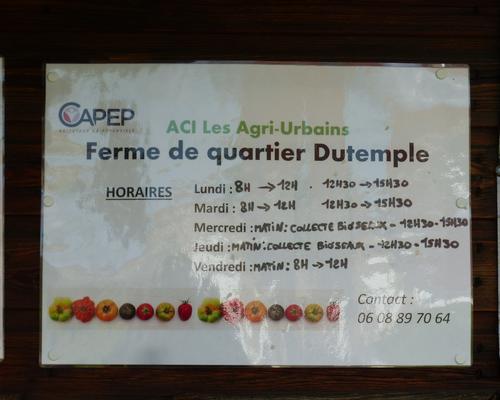 CAPEP
ACI Les Agri-Urbains
Ferme de quartier Dutemple
HORAIRES
Lundi : 8H → 12H . 12H30 → 15H30
Mardi : 8H → 12H 12H30 → 15H30
Mercredi : MATIN: COLLECTE BIOSEAUX - 12H30 - 15H30
Jeudi : MATIN: COLLECTE BIOSEAUX - 12H30 - 15H30
Vendredi : MATIN: 8H → 12H
Contact :
06 08 89 70 64